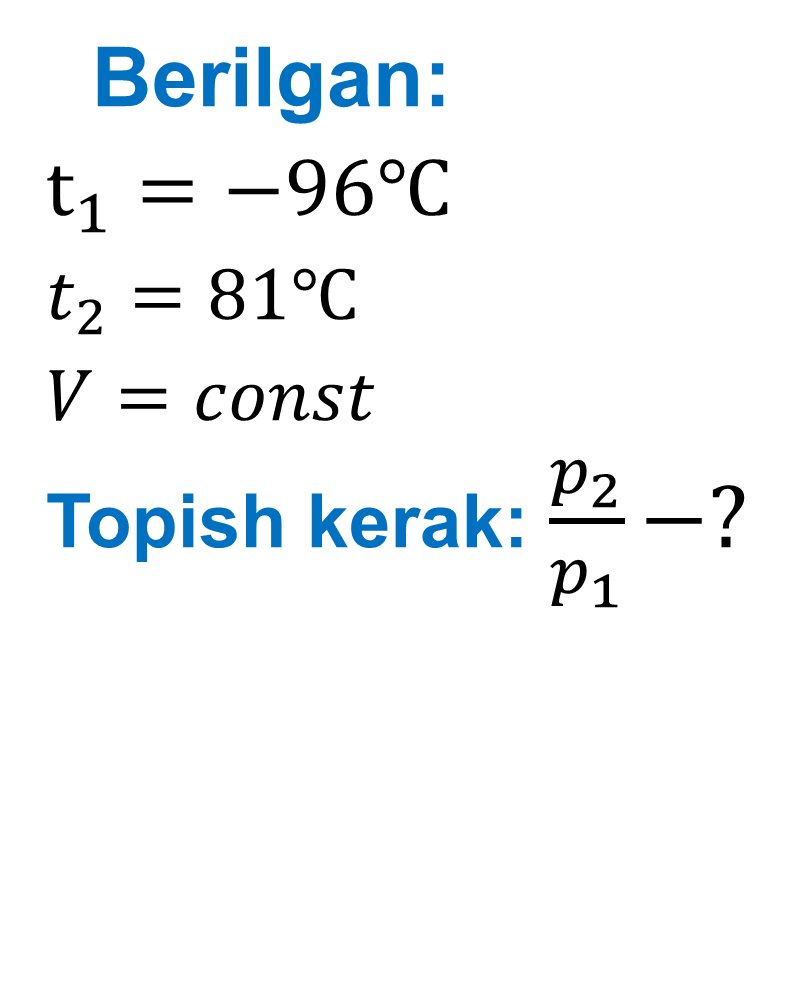 Berilgan:
t₁ = −96℃
t₂ = 81℃
V = const
Topish kerak: p₂/p₁ −?